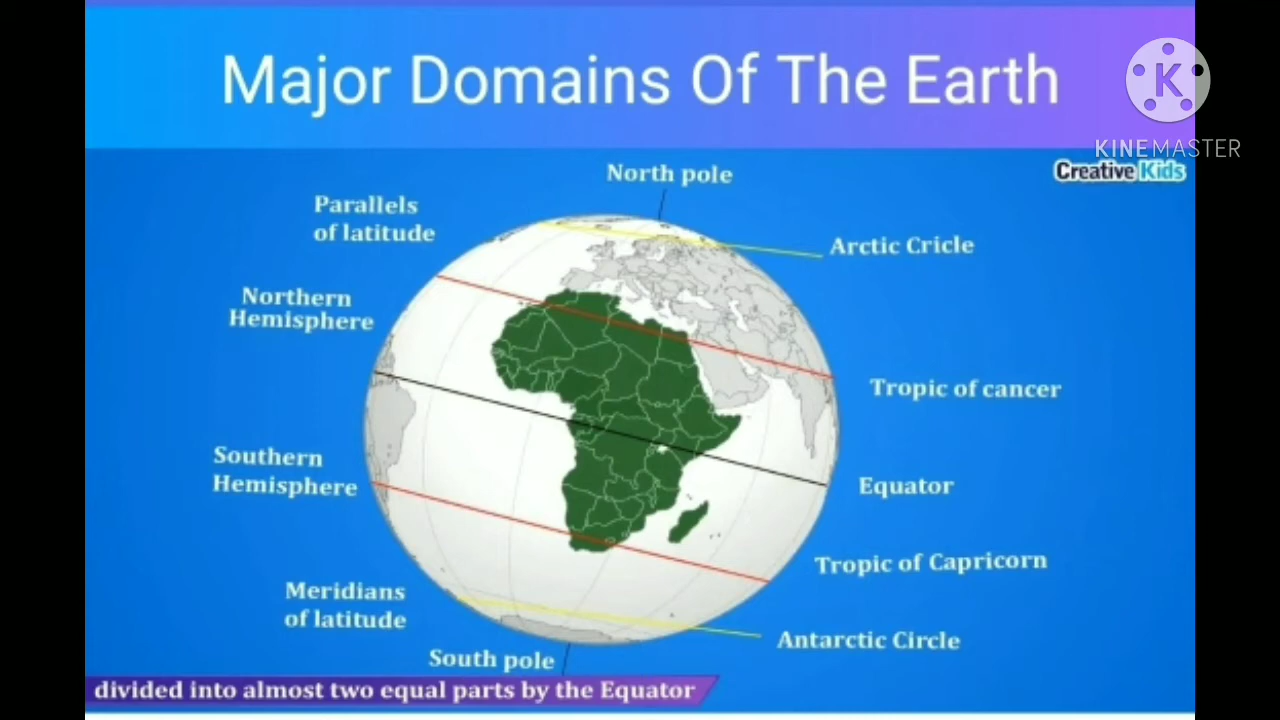 Major Domains Of The Earth
K
KINEMASTER
Creative Kids
North pole
Parallels
of latitude
Arctic Cricle
Northern
Hemisphere
Tropic of cancer
Southern
Hemisphere
Equator
Tropic of Capricorn
Meridians
of latitude
Antarctic Circle
South pole
divided into almost two equal parts by the Equator